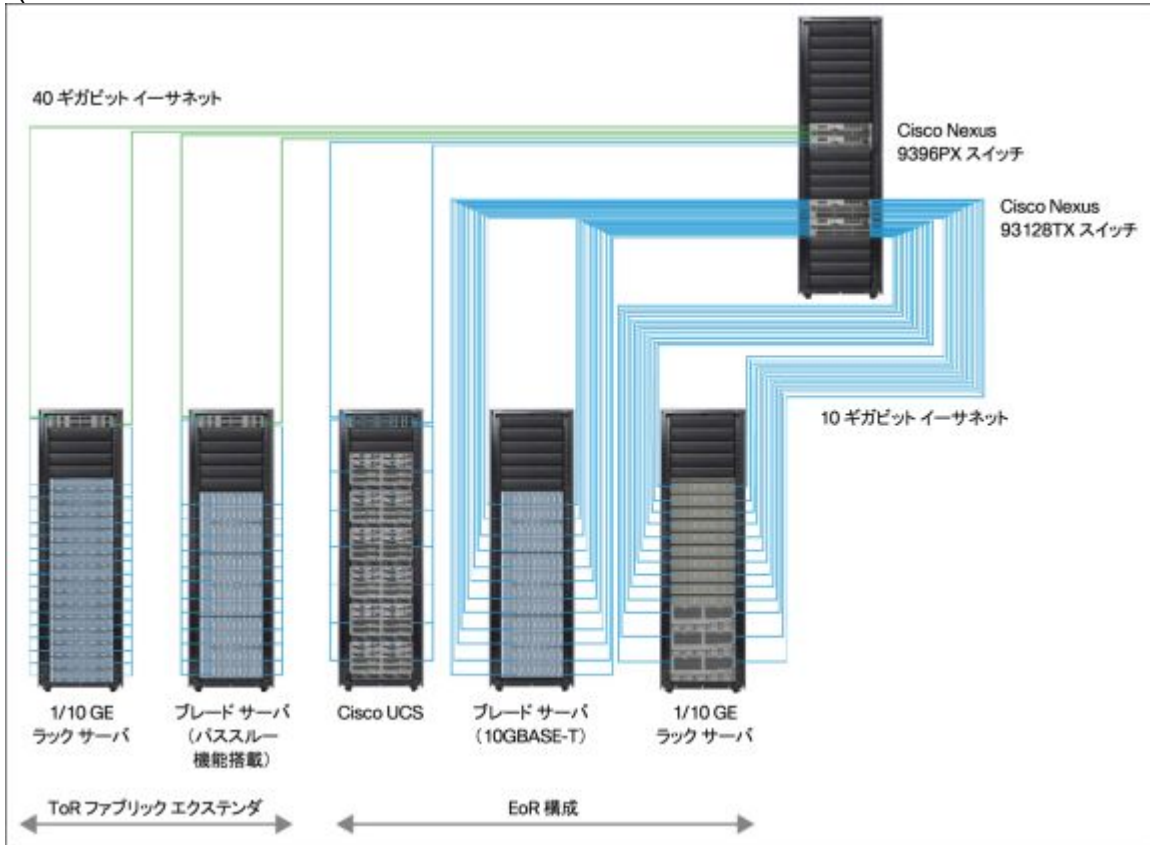 40 ギガビット イーサネット
Cisco Nexus
9396PX スイッチ
Cisco Nexus
93128TX スイッチ
10 ギガビット イーサネット
1/10 GE
ラック サーバ
ブレード サーバ
（パススルー
機能搭載）
Cisco UCS
ブレード サーバ
（10GBASE-T）
1/10 GE
ラック サーバ
ToR ファブリック エクステンダ
EoR 構成